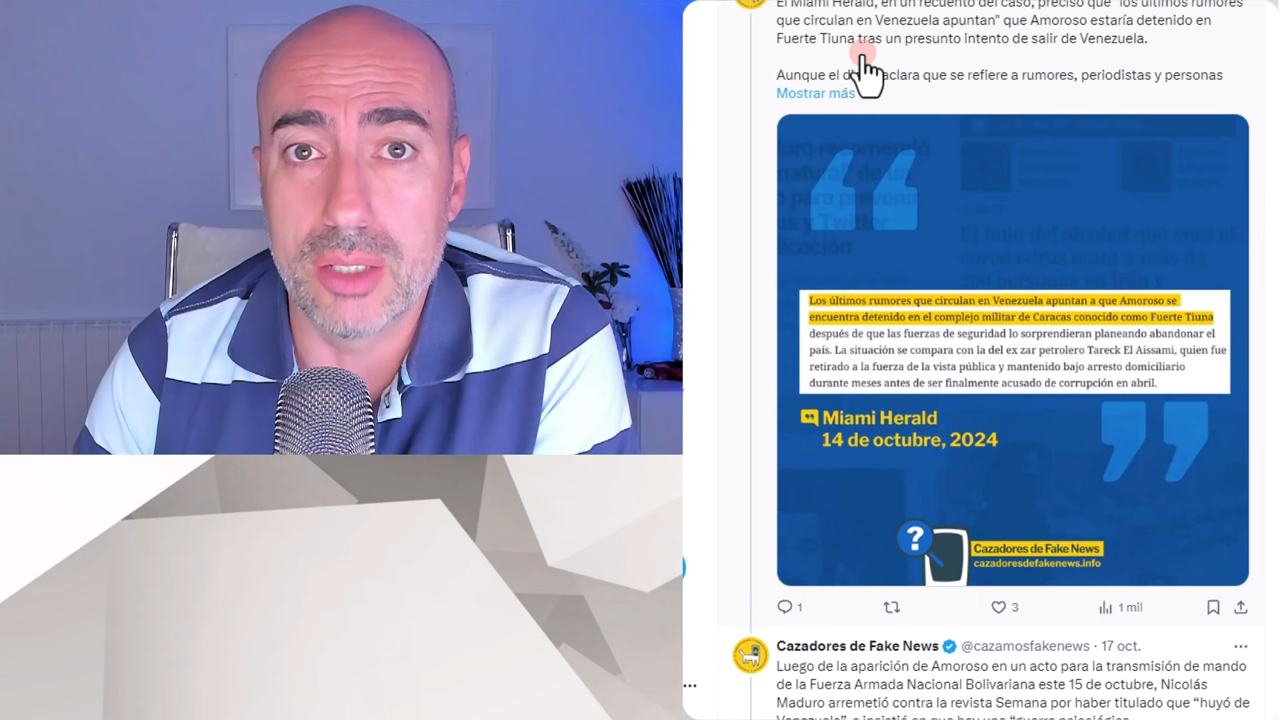 El Miami Herald, en un recuento del caso, precisó que "los últimos rumores
que circulan en Venezuela apuntan" que Amoroso estaría detenido en
Fuerte Tiuna tras un presunto intento de salir de Venezuela.
Aunque el aclara que se refiere a rumores, periodistas y personas
Mostrar más
Los últimos rumores que circulan en Venezuela apuntan a que Amoroso se
encuentra detenido en el complejo militar de Caracas conocido como Fuerte Tiuna
después de que las fuerzas de seguridad lo sorprendieran planeando abandonar el
país. La situación se compara con la del ex zar petrolero Tareck El Aissami, quien fue
retirado a la fuerza de la vista pública y mantenido bajo arresto domiciliario
durante meses antes de ser finalmente acusado de corrupción en abril.
Miami Herald
14 de octubre, 2024
?
Cazadores de Fake News
cazadoresdefakenews.info
1 3 1 mil
Cazadores de Fake News @cazamosfakenews · 17 oct.
Luego de la aparición de Amoroso en un acto para la transmisión de mando
de la Fuerza Armada Nacional Bolivariana este 15 de octubre, Nicolás
Maduro arremetió contra la revista Semana por haber titulado que “huyó de
Venezuela”, e insistió en que hay una “guerra psicológica